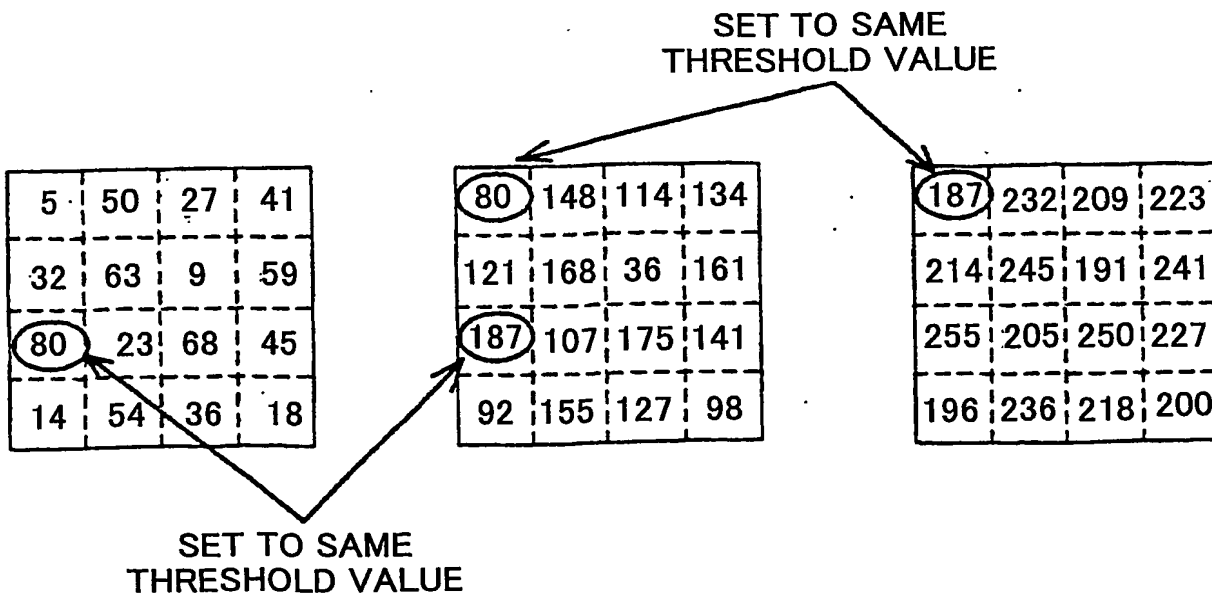 SET TO SAME
THRESHOLD VALUE
5 50 27 41
32 63 9 59
80 23 68 45
14 54 36 18
80 148 114 134
121 168 36 161
187 107 175 141
92 155 127 98
187 232 209 223
214 245 191 241
255 205 250 227
196 236 218 200
SET TO SAME
THRESHOLD VALUE